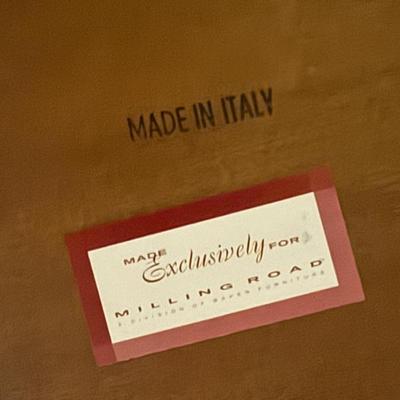 MADE IN ITALY
MADE
Exclusively FOR
MILLING ROAD
A DIVISION OF BAKER FURNITURE